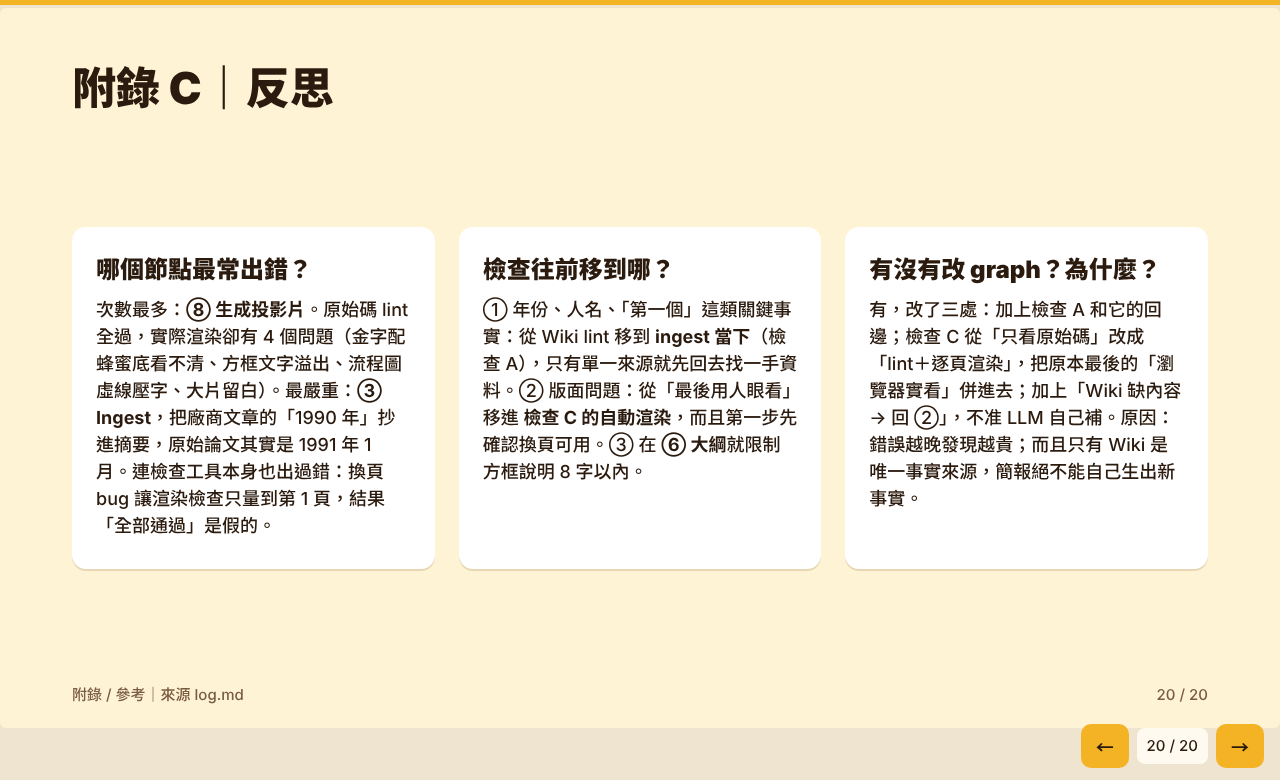 附錄 C｜反思
哪個節點最常出錯？
次數最多：⑧ 生成投影片。原始碼 lint
全過，實際渲染卻有 4 個問題（金字配
蜂蜜底看不清、方框文字溢出、流程圖
虛線壓字、大片留白）。最嚴重：③
Ingest，把廠商文章的「1990 年」抄
進摘要，原始論文其實是 1991 年 1
月。連檢查工具本身也出過錯：換頁
bug 讓渲染檢查只量到第 1 頁，結果
「全部通過」是假的。
檢查往前移到哪？
① 年份、人名、「第一個」這類關鍵事
實：從 Wiki lint 移到 ingest 當下（檢
查 A），只有單一來源就先回去找一手資
料。② 版面問題：從「最後用人眼看」
移進 檢查 C 的自動渲染，而且第一步先
確認換頁可用。③ 在 ⑥ 大綱就限制
方框說明 8 字以內。
有沒有改 graph？為什麼？
有，改了三處：加上檢查 A 和它的回
邊；檢查 C 從「只看原始碼」改成
「lint＋逐頁渲染」，把原本最後的「瀏
覽器實看」併進去；加上「Wiki 缺內容
→ 回 ②」，不准 LLM 自己補。原因：
錯誤越晚發現越貴；而且只有 Wiki 是
唯一事實來源，簡報絕不能自己生出新
事實。
附錄 / 參考｜來源 log.md
20 / 20
← 20 / 20 →